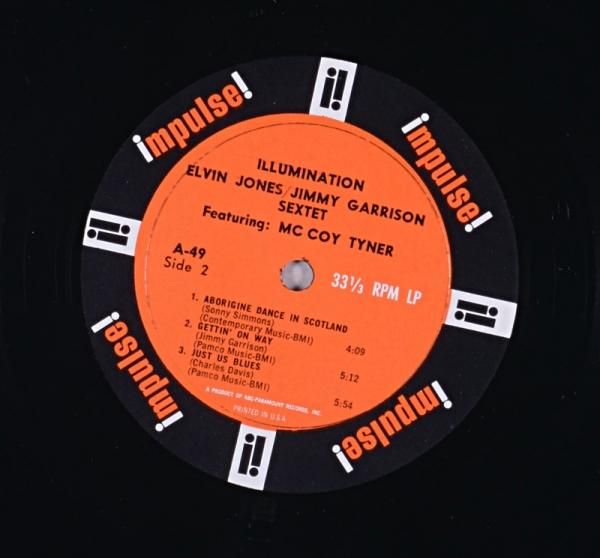 impulse!
impulse!
ILLUMINATION
ELVIN JONES/JIMMY GARRISON
SEXTET
Featuring: MC COY TYNER
A-49
Side 2
33 1/3 RPM LP
1. ABORIGINE DANCE IN SCOTLAND
(Sonny Simmons)
(Contemporary Music-BMI) 4:09
2. GETTIN' ON WAY
(Jimmy Garrison)
(Pamco Music-BMI) 5:12
3. JUST US BLUES
(Charles Davis)
(Pamco Music-BMI) 5:54
A PRODUCT OF ABC-PARAMOUNT RECORDS, INC.
PRINTED IN U.S.A.
impulse!
impulse!